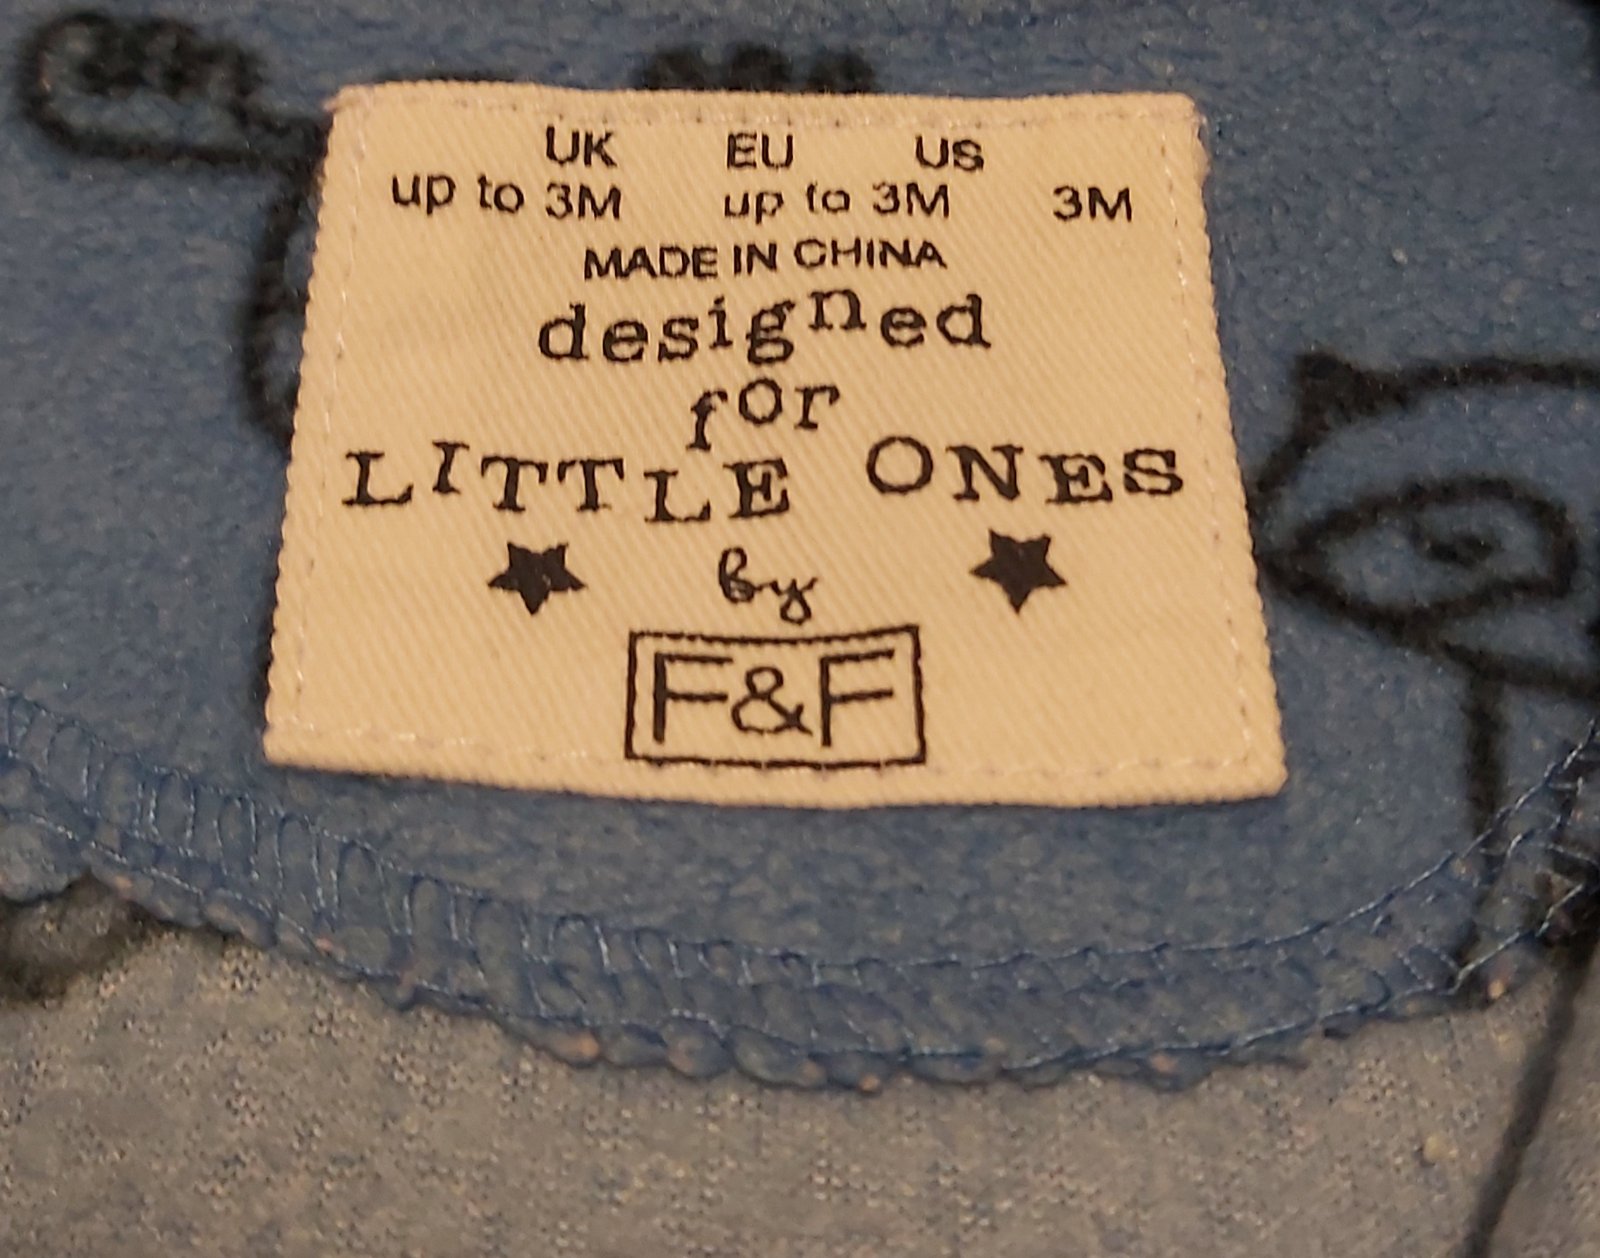 UK EU US
up to 3M up to 3M 3M
MADE IN CHINA
designed
for
LITTLE ONES
by
F&F